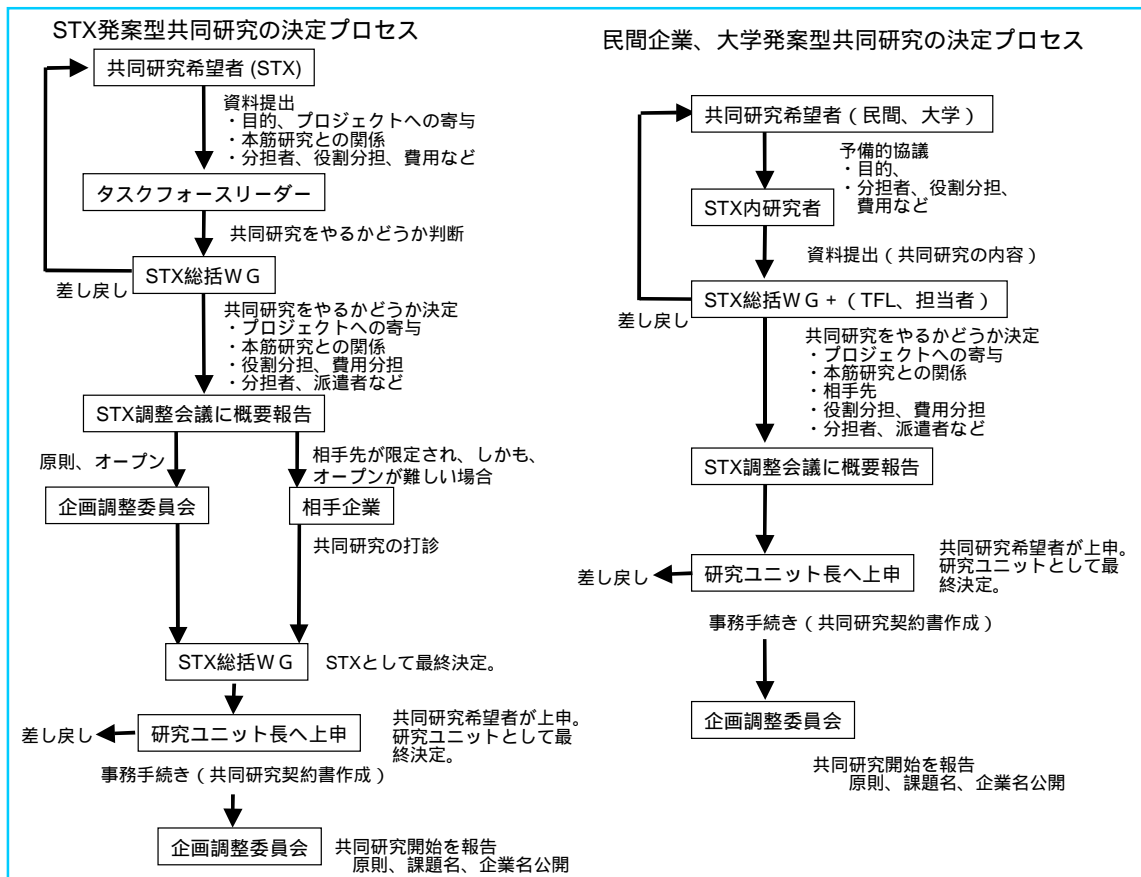 STX発案型共同研究の決定プロセス
共同研究希望者 (STX)
資料提出
・目的、プロジェクトへの寄与
・本筋研究との関係
・分担者、役割分担、費用など
タスクフォースリーダー
共同研究をやるかどうか判断
STX総括ＷＧ
差し戻し
共同研究をやるかどうか決定
・プロジェクトへの寄与
・本筋研究との関係
・役割分担、費用分担
・分担者、派遣者など
STX調整会議に概要報告
原則、オープン
相手先が限定され、しかも、
オープンが難しい場合
企画調整委員会
相手企業
共同研究の打診
STX総括ＷＧ
STXとして最終決定。
研究ユニット長へ上申
差し戻し
共同研究希望者が上申。
研究ユニットとして最
終決定。
事務手続き（共同研究契約書作成）
企画調整委員会
共同研究開始を報告
原則、課題名、企業名公開
民間企業、大学発案型共同研究の決定プロセス
共同研究希望者（民間、大学）
予備的協議
・目的、
・分担者、役割分担、
費用など
STX内研究者
資料提出（共同研究の内容）
STX総括ＷＧ +（TFL、担当者）
差し戻し
共同研究をやるかどうか決定
・プロジェクトへの寄与
・本筋研究との関係
・相手先
・役割分担、費用分担
・分担者、派遣者など
STX調整会議に概要報告
研究ユニット長へ上申
差し戻し
共同研究希望者が上申。
研究ユニットとして最
終決定。
事務手続き（共同研究契約書作成）
企画調整委員会
共同研究開始を報告
原則、課題名、企業名公開